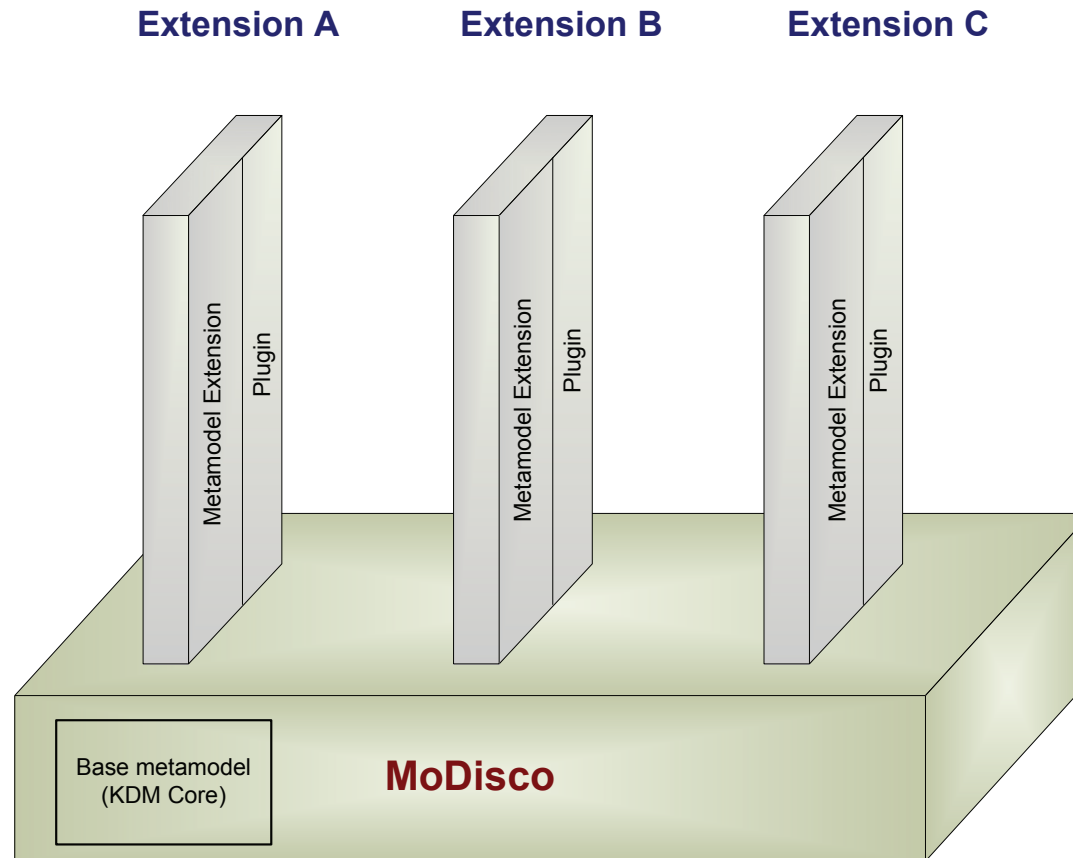 Extension A
Extension B
Extension C
Metamodel Extension
Plugin
Metamodel Extension
Plugin
Metamodel Extension
Plugin
Base metamodel
(KDM Core)
MoDisco